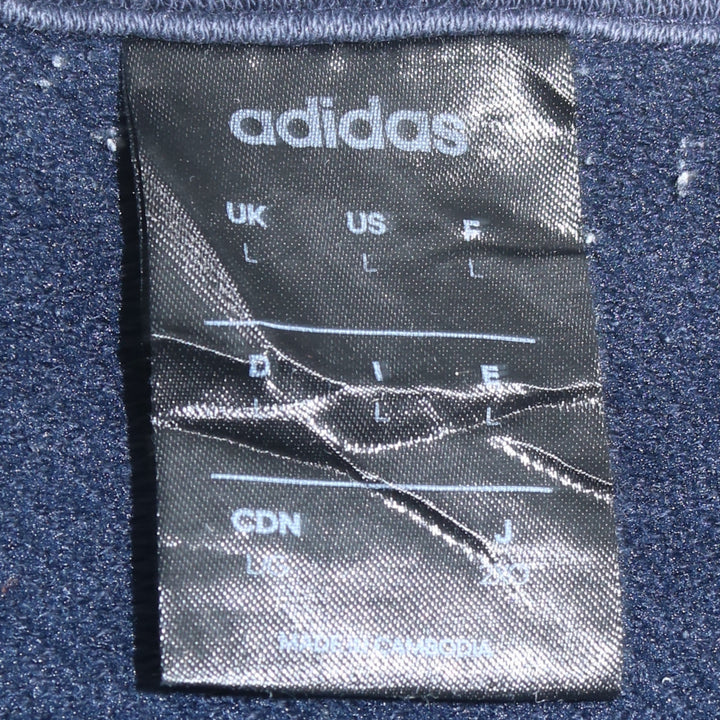 adidas
UK US F
L L L
D I E
L L L
CDN J
L/G
MADE IN CAMBODIA